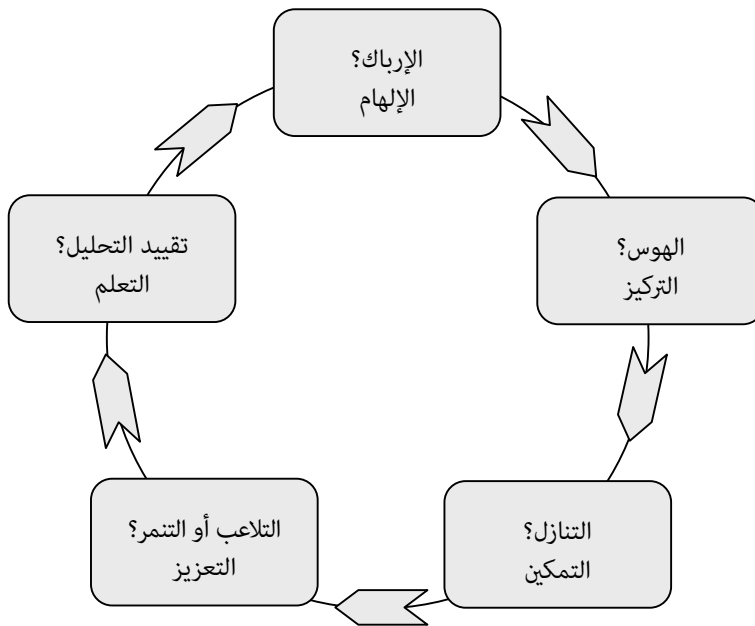 الإرباك؟
الإلهام
الهوس؟
التركيز
التنازل؟
التمكين
التلاعب أو التنمر؟
التعزيز
تقييد التحليل؟
التعلم